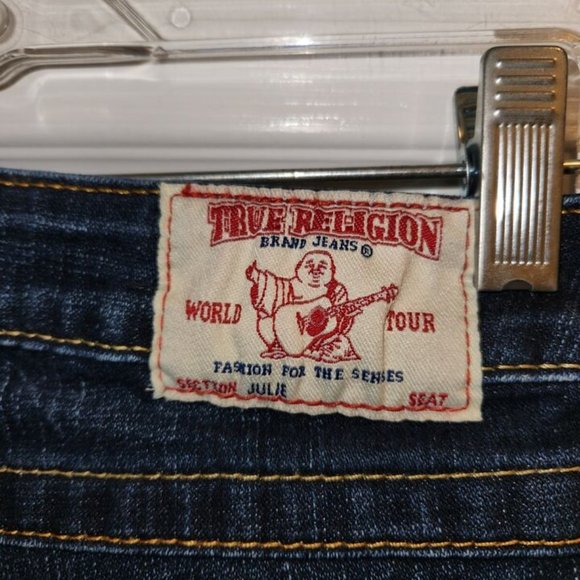 TRUE RELIGION
BRAND JEANS®
WORLD TOUR
FASHION FOR THE SENSES
SECTION JULIE SEAT